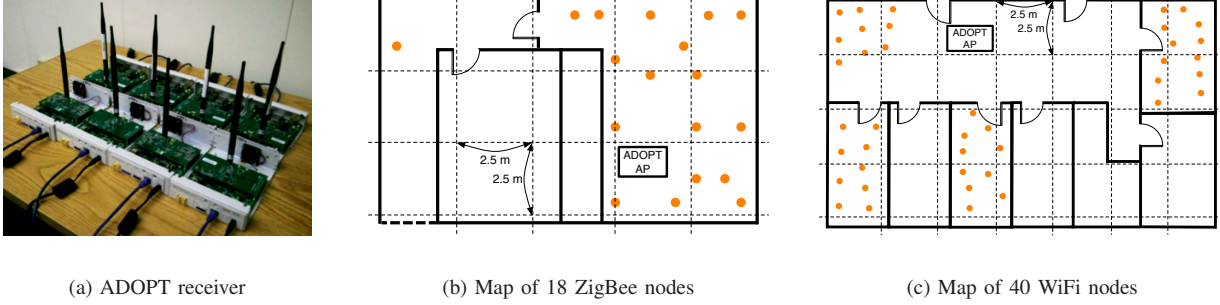 ADOPT
AP
2.5 m
2.5 m
2.5 m
2.5 m
ADOPT
AP
(a) ADOPT receiver
(b) Map of 18 ZigBee nodes
(c) Map of 40 WiFi nodes